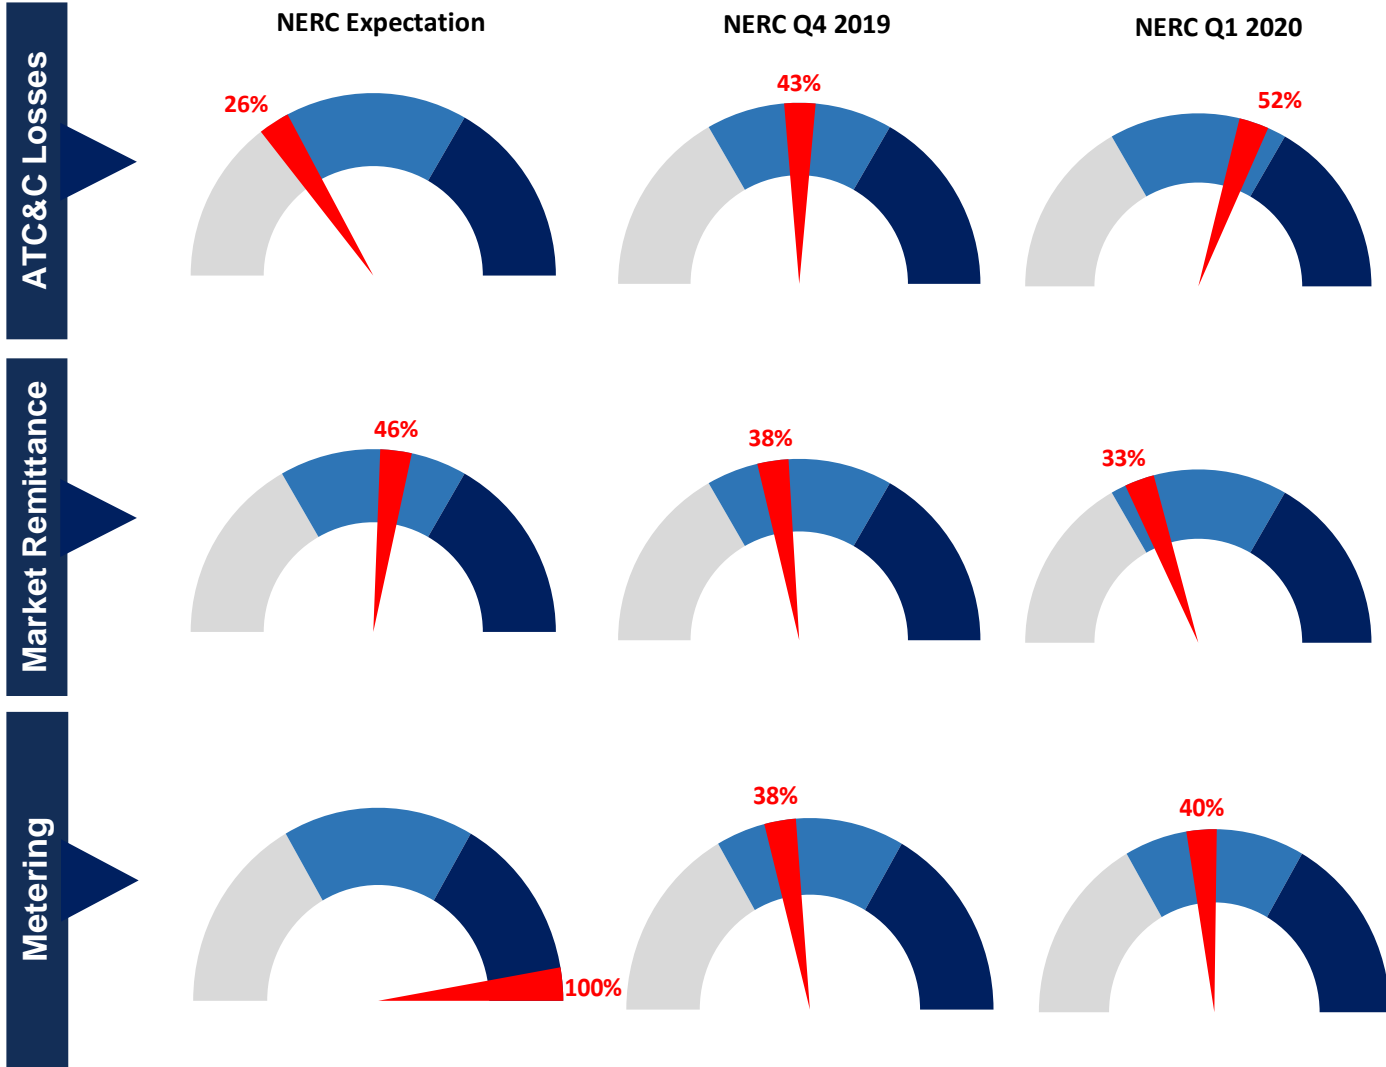 NERC Expectation
NERC Q4 2019
NERC Q1 2020
ATC&C Losses
26%
43%
52%
Market Remittance
46%
38%
33%
Metering
100%
38%
40%